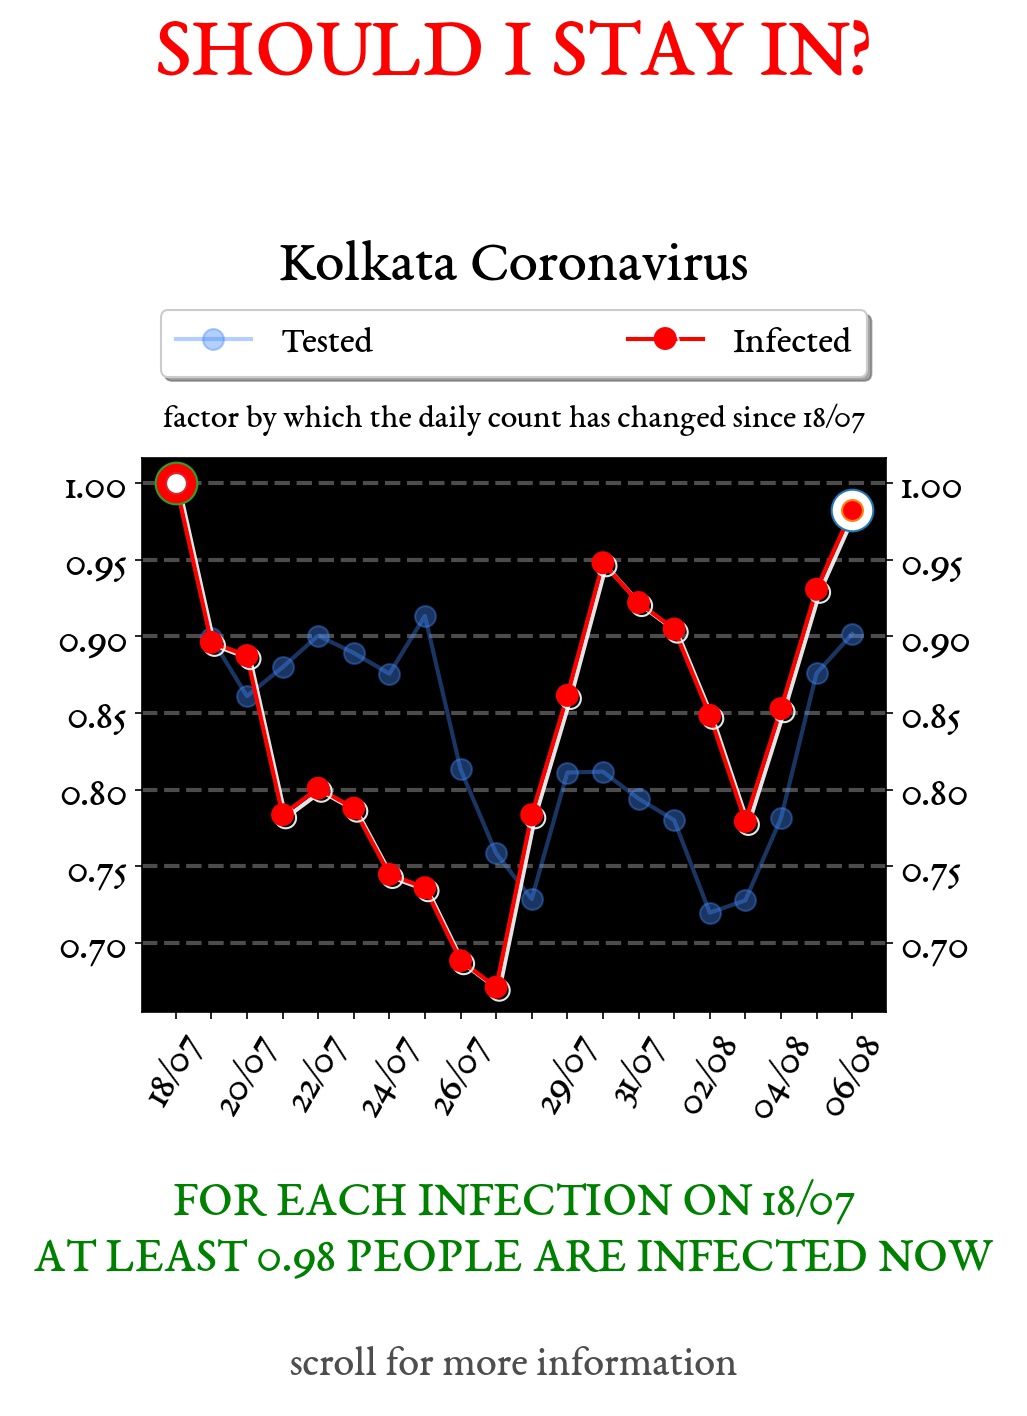 SHOULD I STAY IN?
Kolkata Coronavirus
Tested Infected
factor by which the daily count has changed since 18/07
1.00 1.00
0.95 0.95
0.90 0.90
0.85 0.85
0.80 0.80
0.75 0.75
0.70 0.70
18/07 20/07 22/07 24/07 26/07 29/07 31/07 02/08 04/08 06/08
FOR EACH INFECTION ON 18/07
AT LEAST 0.98 PEOPLE ARE INFECTED NOW
scroll for more information